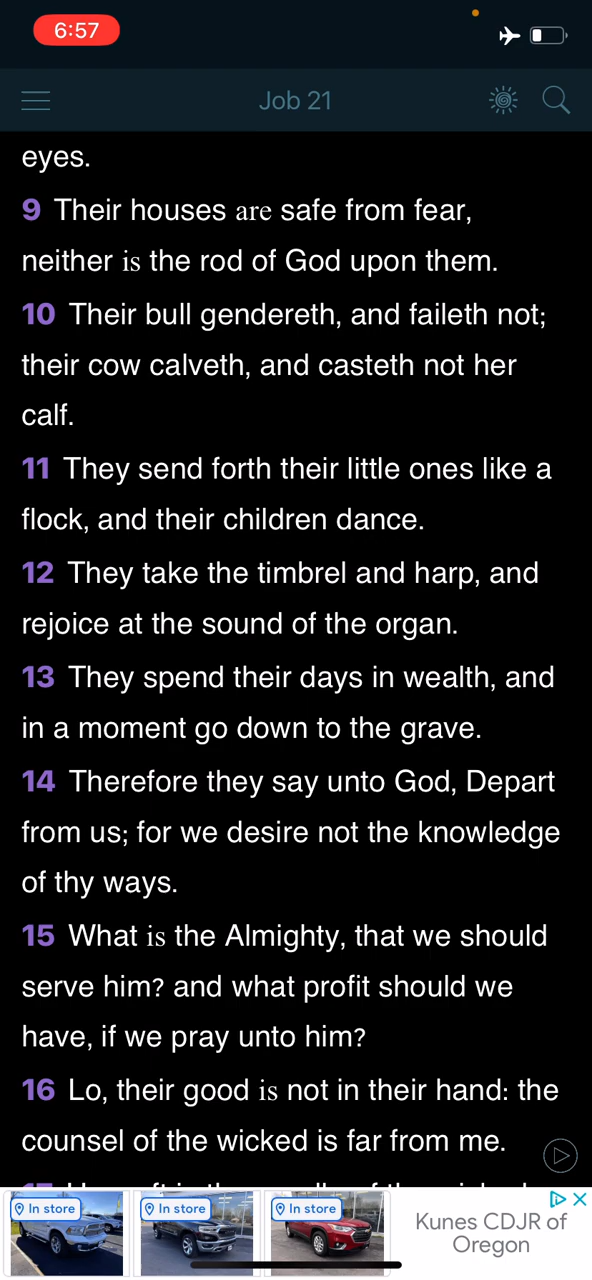 6:57
Job 21
eyes.
9 Their houses are safe from fear,
neither is the rod of God upon them.
10 Their bull gendereth, and faileth not;
their cow calveth, and casteth not her
calf.
11 They send forth their little ones like a
flock, and their children dance.
12 They take the timbrel and harp, and
rejoice at the sound of the organ.
13 They spend their days in wealth, and
in a moment go down to the grave.
14 Therefore they say unto God, Depart
from us; for we desire not the knowledge
of thy ways.
15 What is the Almighty, that we should
serve him? and what profit should we
have, if we pray unto him?
16 Lo, their good is not in their hand: the
counsel of the wicked is far from me.
In store
In store
In store
Kunes CDJR of
Oregon